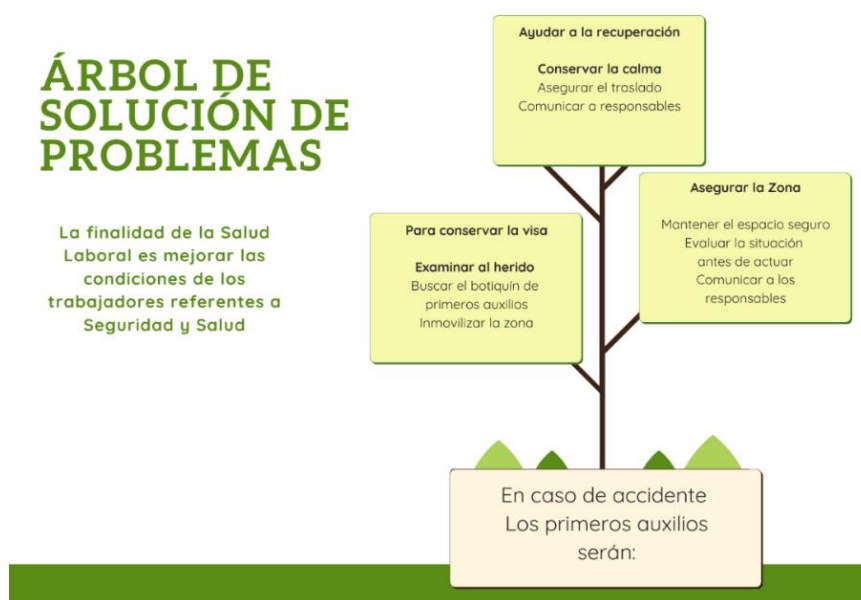 ÁRBOL DE
SOLUCIÓN DE
PROBLEMAS
La finalidad de la Salud
Laboral es mejorar las
condiciones de los
trabajadores referentes a
Seguridad y Salud
Ayudar a la recuperación
Conservar la calma
Asegurar el traslado
Comunicar a responsables
Asegurar la Zona
Mantener el espacio seguro
Evaluar la situación
antes de actuar
Comunicar a los
responsables
Para conservar la visa
Examinar al herido
Buscar el botiquín de
primeros auxilios
Inmovilizar la zona
En caso de accidente
Los primeros auxilios
serán: